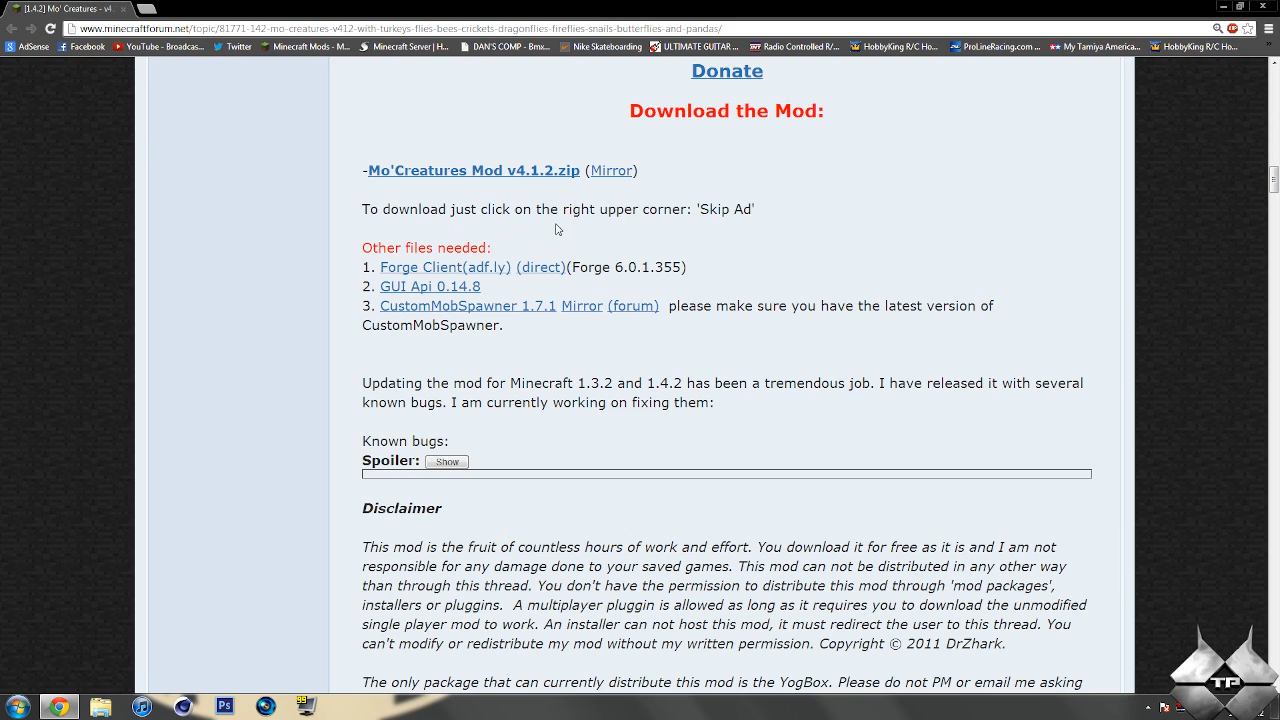 [1.4.2] Mo' Creatures - v4.
www.minecraftforum.net/topic/81771-142-mo-creatures-v412-with-turkeys-flies-bees-crickets-dragonflies-fireflies-snails-butterflies-and-pandas/
AdSense Facebook YouTube - Broadcas... Twitter Minecraft Mods - M... Minecraft Server | H... DAN'S COMP - Bmx... Nike Skateboarding ULTIMATE GUITAR ... Radio Controlled R/... HobbyKing R/C Ho... ProLineRacing.com ... My Tamiya America... HobbyKing R/C Ho...
Donate
Download the Mod:
-Mo'Creatures Mod v4.1.2.zip (Mirror)
To download just click on the right upper corner: 'Skip Ad'
Other files needed:
1. Forge Client(adf.ly) (direct)(Forge 6.0.1.355)
2. GUI Api 0.14.8
3. CustomMobSpawner 1.7.1 Mirror (forum) please make sure you have the latest version of
CustomMobSpawner.
Updating the mod for Minecraft 1.3.2 and 1.4.2 has been a tremendous job. I have released it with several
known bugs. I am currently working on fixing them:
Known bugs:
Spoiler: Show
Disclaimer
This mod is the fruit of countless hours of work and effort. You download it for free as it is and I am not
responsible for any damage done to your saved games. This mod can not be distributed in any other way
than through this thread. You don't have the permission to distribute this mod through 'mod packages',
installers or pluggins. A multiplayer pluggin is allowed as long as it requires you to download the unmodified
single player mod to work. An installer can not host this mod, it must redirect the user to this thread. You
can't modify or redistribute my mod without my written permission. Copyright © 2011 DrZhark.
The only package that can currently distribute this mod is the YogBox. Please do not PM or email me asking
Ps
TP